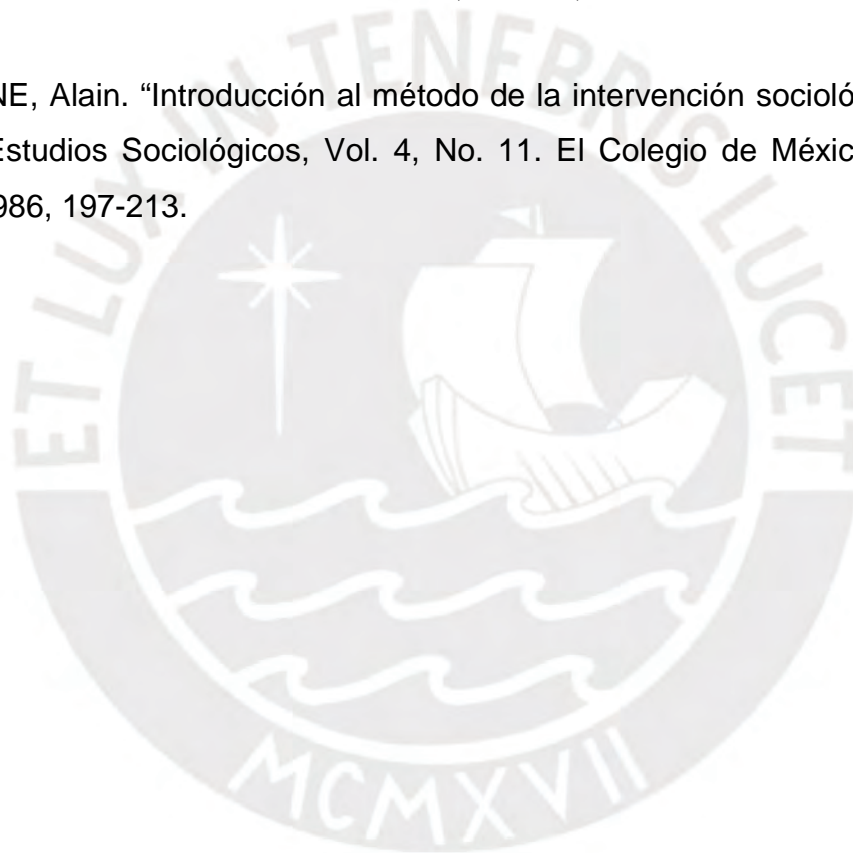 NE, Alain. “Introducción al método de la intervención socioló
Estudios Sociológicos, Vol. 4, No. 11. El Colegio de Méxic
986, 197-213.
ET LUX IN TENEBRIS LUCET
MCMXVII